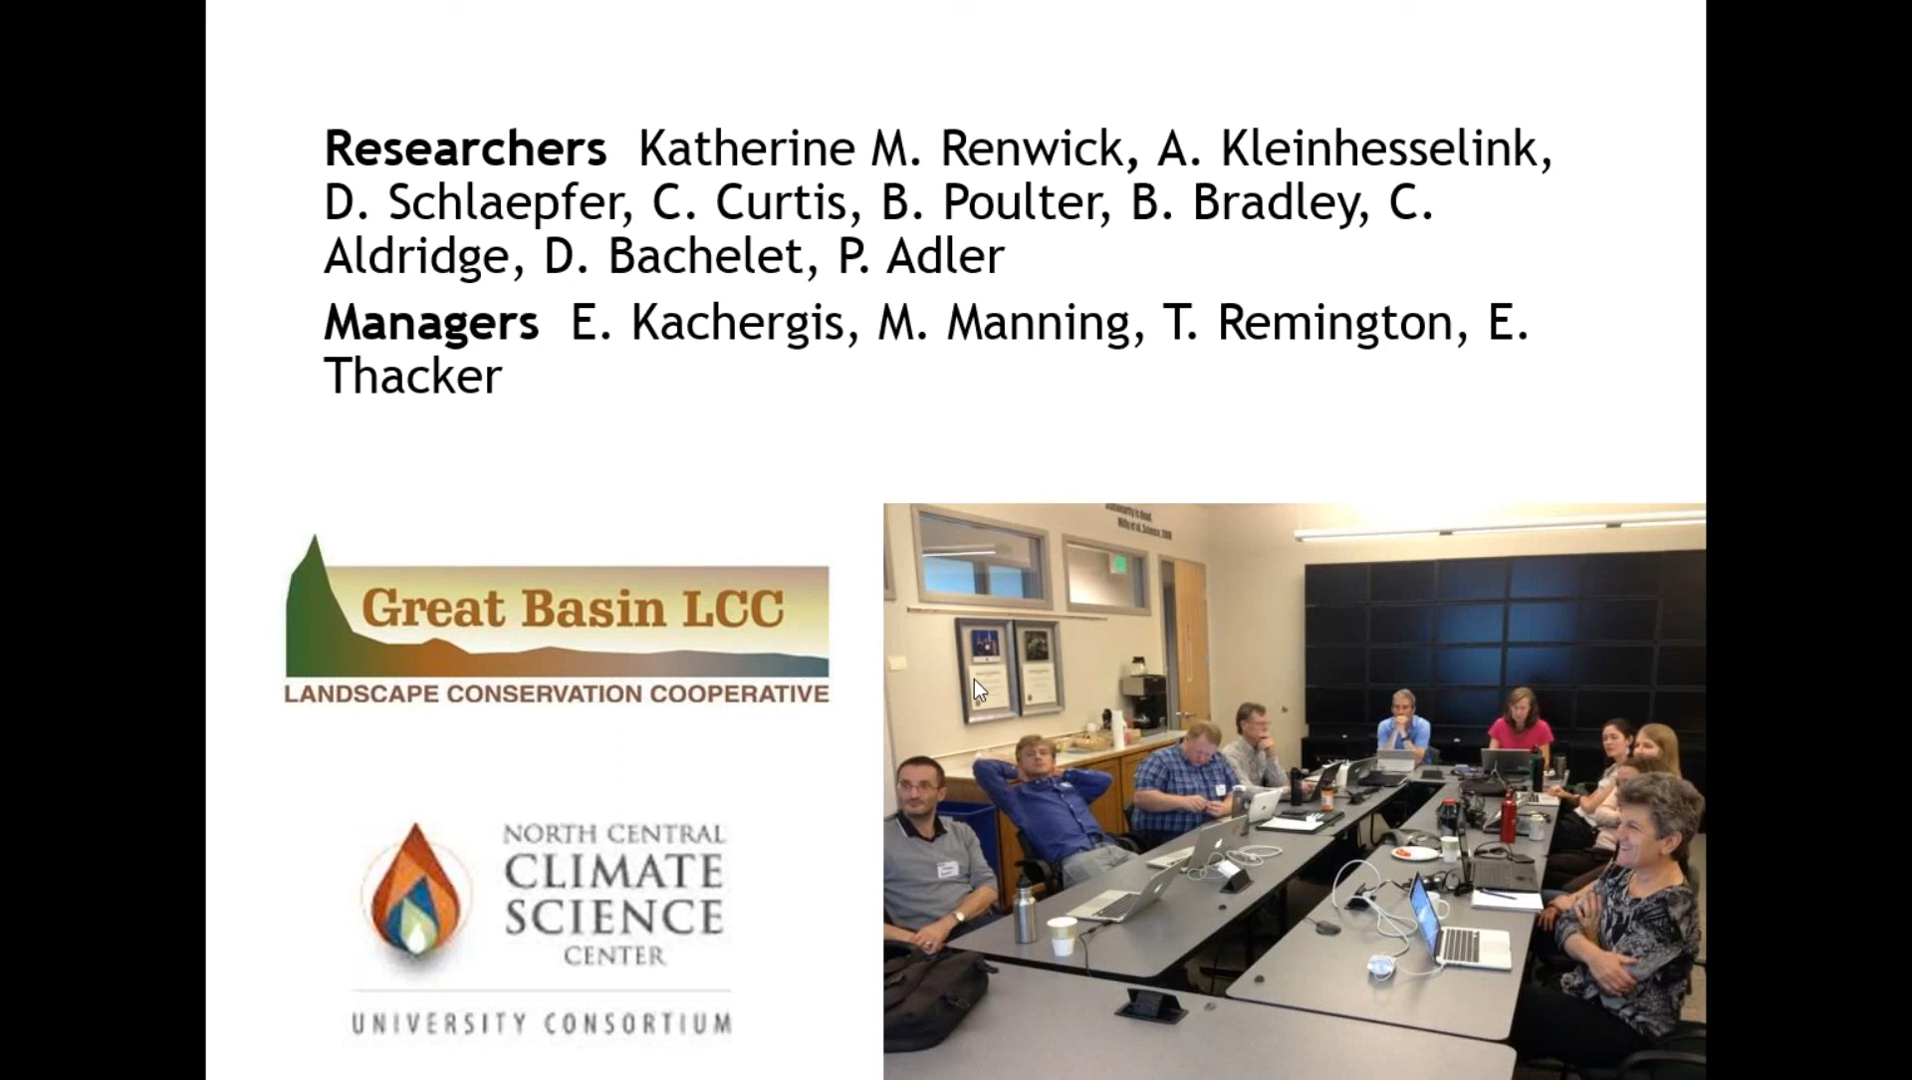 Researchers Katherine M. Renwick, A. Kleinhesselink,
D. Schlaepfer, C. Curtis, B. Poulter, B. Bradley, C.
Aldridge, D. Bachelet, P. Adler
Managers E. Kachergis, M. Manning, T. Remington, E.
Thacker
Great Basin LCC
LANDSCAPE CONSERVATION COOPERATIVE
NORTH CENTRAL
CLIMATE
SCIENCE
CENTER
UNIVERSITY CONSORTIUM